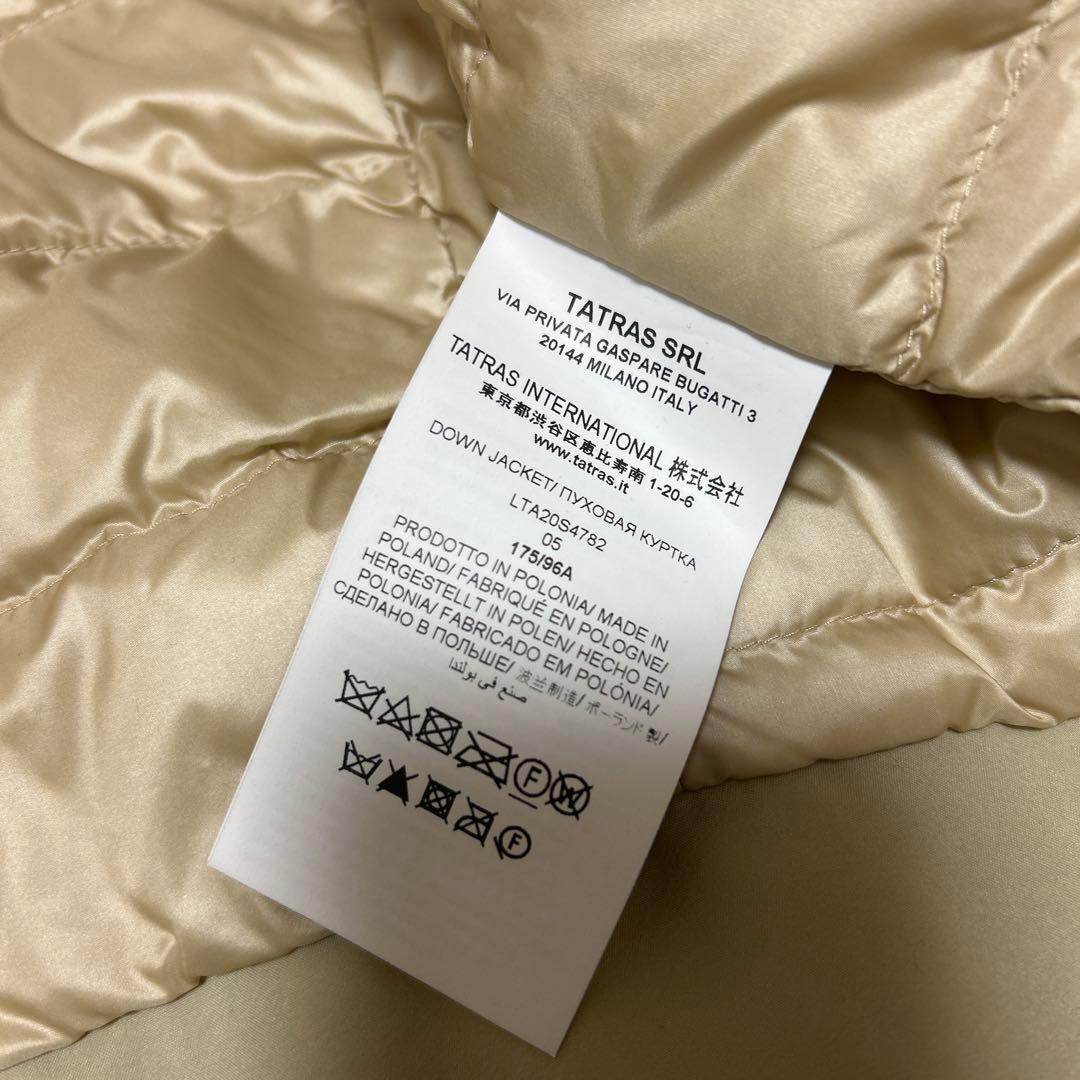 TATRAS SRL
VIA PRIVATA GASPARE BUGATTI 3
20144 MILANO ITALY
TATRAS INTERNATIONAL 株式会社
東京都渋谷区恵比寿南 1-20-6
www.tatras.it
DOWN JACKET/ ПУХОВАЯ КУРТКА
LTA20S4782
05
175/96A
PRODOTTO IN POLONIA/ MADE IN
POLAND/ FABRIQUÉ EN POLOGNE/
HERGESTELLT IN POLEN/ HECHO EN
POLONIA/ FABRICADO EM POLÓNIA/
СДЕЛАНО В ПОЛЬШЕ/ 波兰制造/ ポーランド製/
صنع في بولندا
F W
F